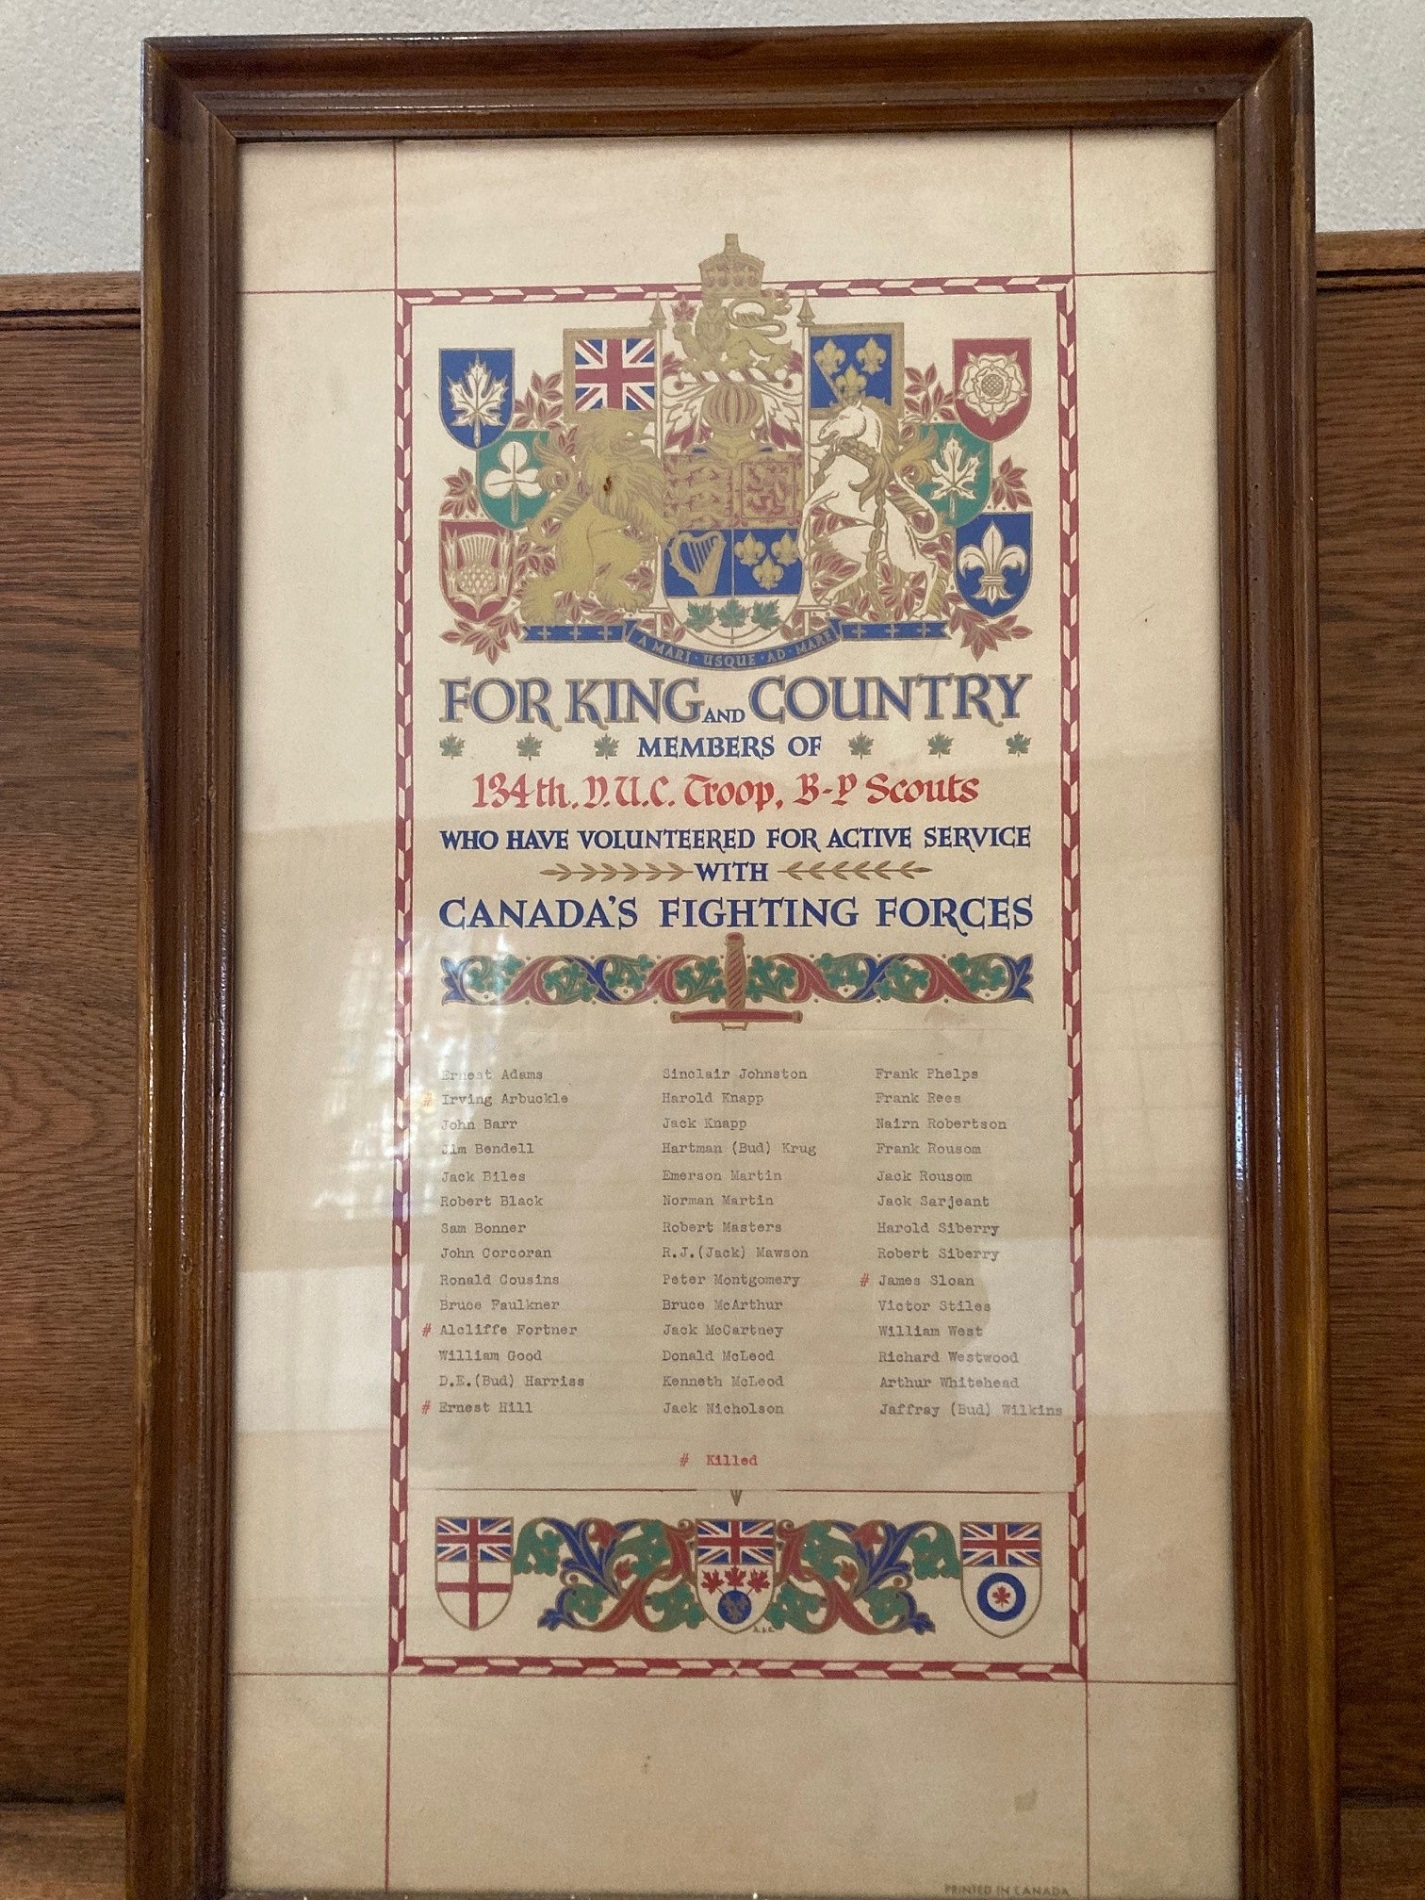 A MARI · USQUE · AD · MARE
FOR KING AND COUNTRY
MEMBERS OF
134th. D.U.C. Troop, B-P Scouts
WHO HAVE VOLUNTEERED FOR ACTIVE SERVICE
WITH
CANADA'S FIGHTING FORCES
Ernest Adams
# Irving Arbuckle
John Barr
Jim Bendell
Jack Biles
Robert Black
Sam Bonner
John Corcoran
Ronald Cousins
Bruce Faulkner
# Alcliffe Fortner
William Good
D.E.(Bud) Harriss
# Ernest Hill
Sinclair Johnston
Harold Knapp
Jack Knapp
Hartman (Bud) Krug
Emerson Martin
Norman Martin
Robert Masters
R.J.(Jack) Mawson
Peter Montgomery
Bruce McArthur
Jack McCartney
Donald McLeod
Kenneth McLeod
Jack Nicholson
Frank Phelps
Frank Rees
Nairn Robertson
Frank Rousom
Jack Rousom
Jack Sarjeant
Harold Siberry
Robert Siberry
# James Sloan
Victor Stiles
William West
Richard Westwood
Arthur Whitehead
Jaffray (Bud) Wilkins
# Killed
PRINTED IN CANADA